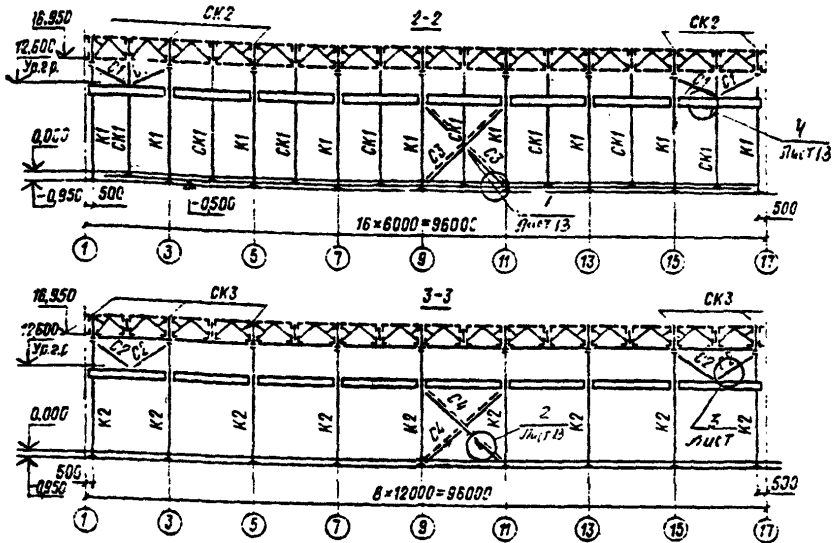 СК2
2-2
СК2
16.950
12.600
Ур.г.р.
С1
С1
С1
К1
СК1
К1
СК1
К1
СК1
К1
СК1
К1
СК1
К1
СК1
К1
СК1
К1
СК1
К1
С3
С3
4
Лист 13
0,000
-0,950
500
-0,500
1
Лист 13
16×6000=96000
500
1
3
5
7
9
11
13
15
17
СК3
3-3
СК3
16,950
12600
Ур.г.р
С2
С2
С2
К2
К2
К2
К2
К2
К2
К2
К2
К2
С4
С4
2
Лист 13
3
Лист
0.000
-0,950
500
8×12000=96000
500
1
3
5
7
9
11
13
15
17